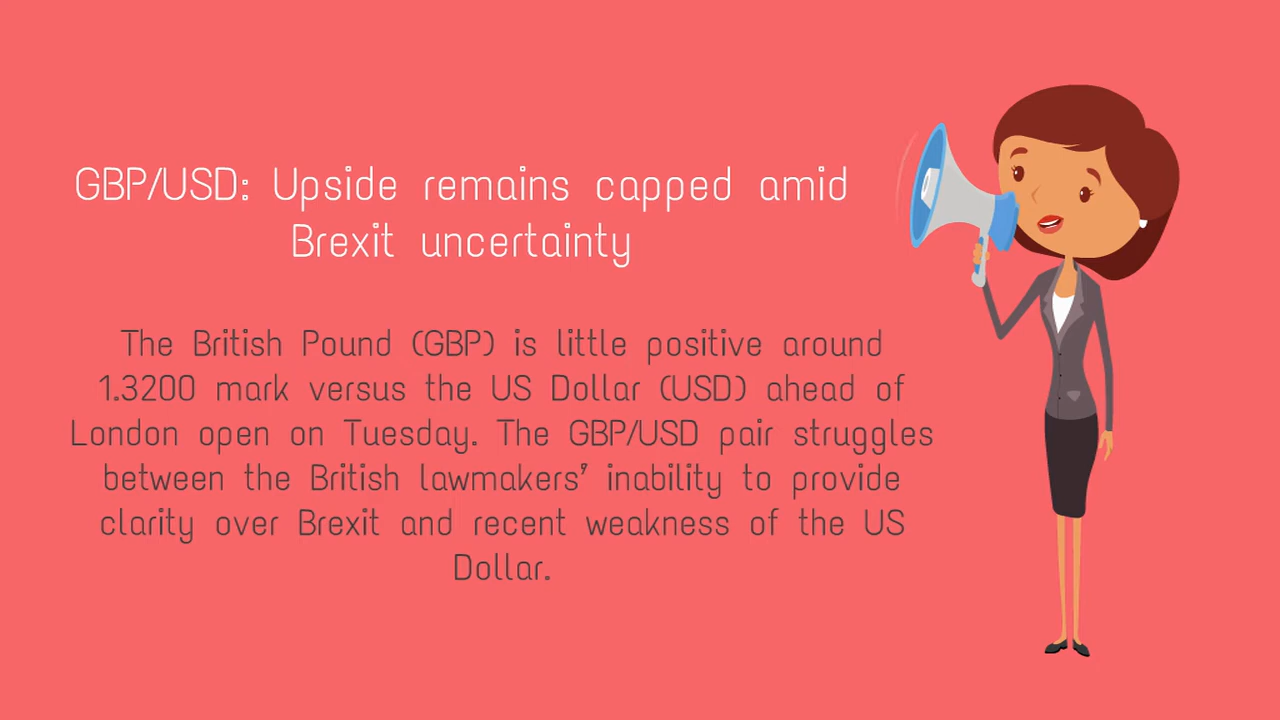 GBP/USD: Upside remains capped amid
Brexit uncertainty
The British Pound (GBP) is little positive around
1.3200 mark versus the US Dollar (USD) ahead of
London open on Tuesday. The GBP/USD pair struggles
between the British lawmakers' inability to provide
clarity over Brexit and recent weakness of the US
Dollar.